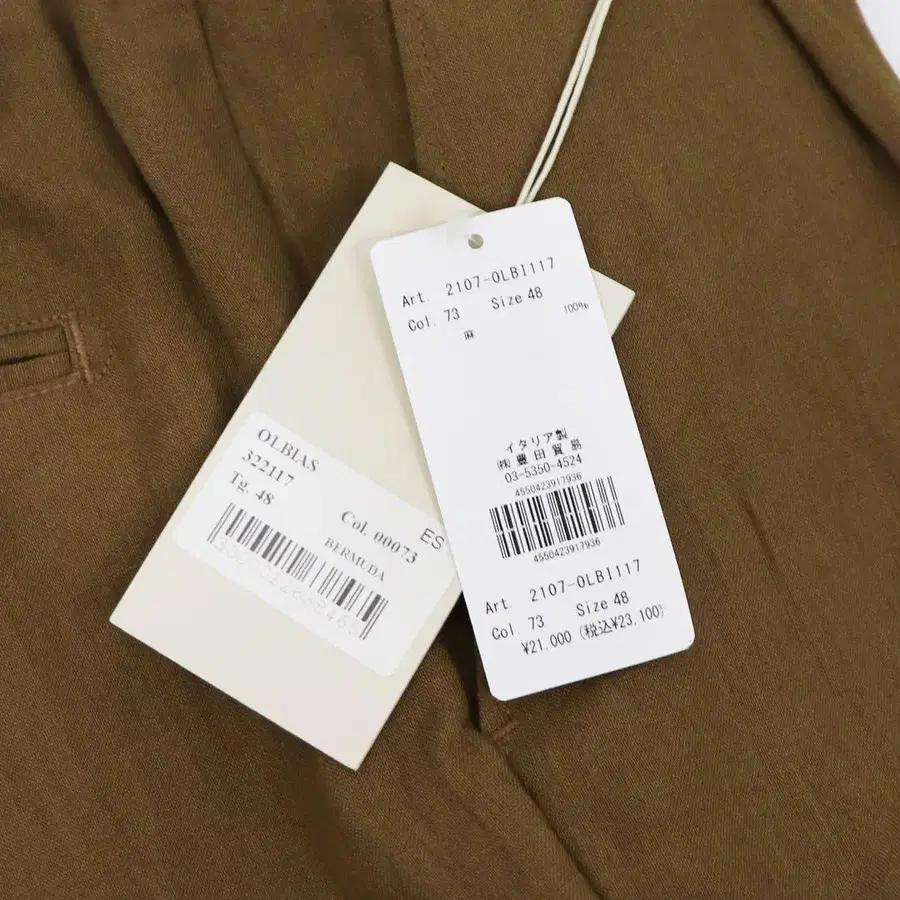 Art. 2107-OLBI117
Col. 73 Size 48
麻 100%
イタリア製
㈱豊田貿易
03-5350-4524
4550423917936
4550423917936
Art. 2107-OLBI117
Col. 73 Size 48
¥21,000 (税込¥23,100)
OLBIAS
322117
Tg. 48
Col. 00073 ES
BERMUDA